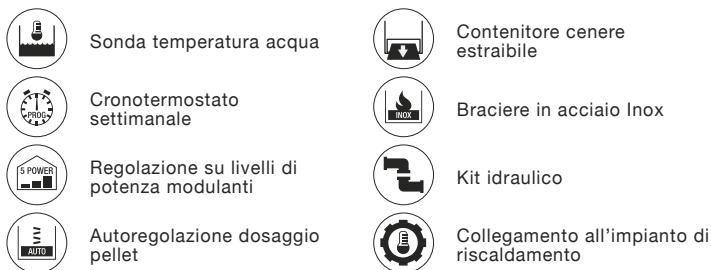 Sonda temperatura acqua
PROG
Cronotermostato
settimanale
5 POWER
Regolazione su livelli di
potenza modulanti
AUTO
Autoregolazione dosaggio
pellet
Contenitore cenere
estraibile
INOX
Braciere in acciaio Inox
Kit idraulico
Collegamento all'impianto di
riscaldamento